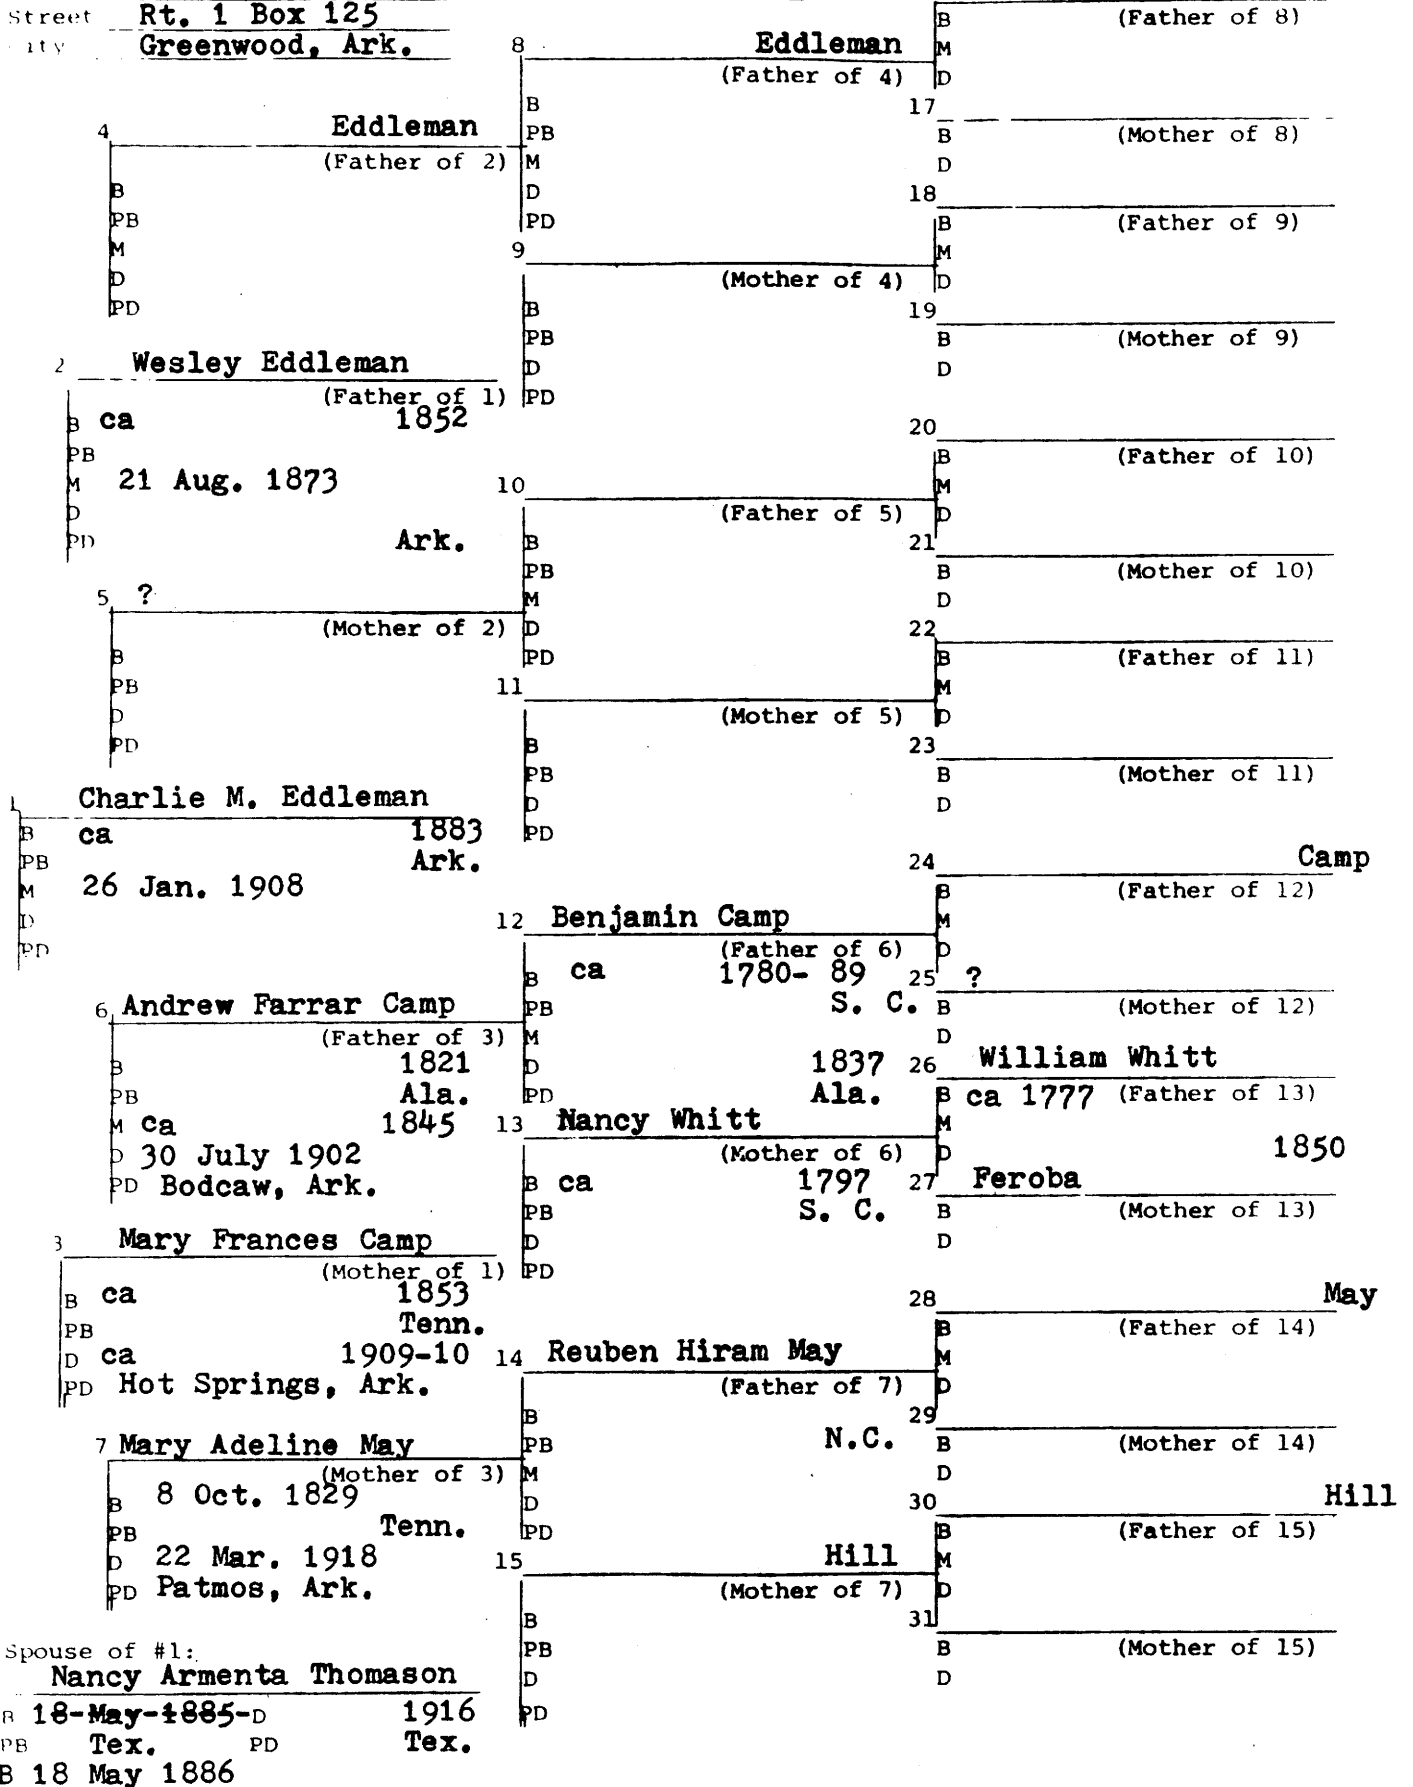 Street Rt. 1 Box 125
ity Greenwood, Ark.
4 Eddleman
(Father of 2)
B
PB
M
D
PD
2 Wesley Eddleman
(Father of 1)
B ca 1852
PB
M 21 Aug. 1873
D
PD Ark.
5 ?
(Mother of 2)
B
PB
D
PD
1 Charlie M. Eddleman
B ca 1883
PB Ark.
M 26 Jan. 1908
D
PD
6 Andrew Farrar Camp
(Father of 3)
B 1821
PB Ala.
M ca 1845
D 30 July 1902
PD Bodcaw, Ark.
3 Mary Frances Camp
(Mother of 1)
B ca 1853
PB Tenn.
D ca 1909-10
PD Hot Springs, Ark.
7 Mary Adeline May
(Mother of 3)
B 8 Oct. 1829
PB Tenn.
D 22 Mar. 1918
PD Patmos, Ark.
Spouse of #1:
Nancy Armenta Thomason
B 18-May-1885- D 1916
PB Tex. PD Tex.
B 18 May 1886
8 Eddleman
(Father of 4)
B
PB
M
D
PD
9
(Mother of 4)
B
PB
D
PD
10
(Father of 5)
B
PB
M
D
PD
11
(Mother of 5)
B
PB
D
PD
12 Benjamin Camp
(Father of 6)
B ca 1780- 89
PB S. C.
M
D 1837
PD Ala.
13 Nancy Whitt
(Mother of 6)
B ca 1797
PB S. C.
D
PD
14 Reuben Hiram May
(Father of 7)
B
PB N.C.
M
D
PD
15 Hill
(Mother of 7)
B
PB
D
PD
B (Father of 8)
M
D
17
B (Mother of 8)
D
18
B (Father of 9)
M
D
19
B (Mother of 9)
D
20
B (Father of 10)
M
D
21
B (Mother of 10)
D
22
B (Father of 11)
M
D
23
B (Mother of 11)
D
24 Camp
B (Father of 12)
M
D
25 ?
B (Mother of 12)
D
26 William Whitt
B ca 1777 (Father of 13)
M
D 1850
27 Feroba
B (Mother of 13)
D
28 May
B (Father of 14)
M
D
29
B (Mother of 14)
D
30 Hill
B (Father of 15)
M
D
31
B (Mother of 15)
D